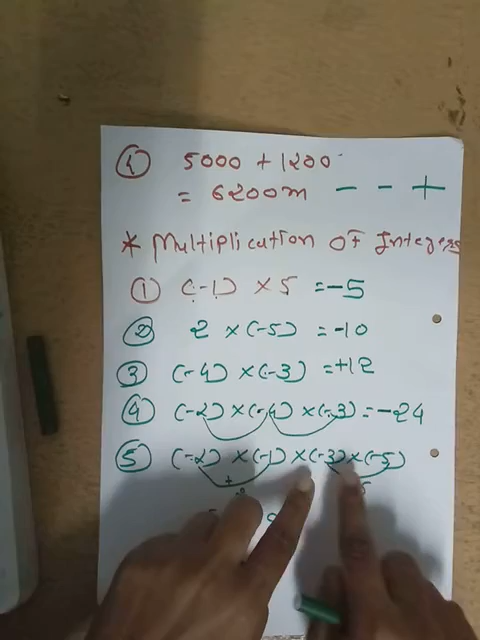 ① 5000 + 1200
= 6200m - - +
* Multiplication of Integers
① (-1) × 5 = -5
② 2 × (-5) = -10
③ (-4) × (-3) = +12
④ (-2) × (-4) × (-3) = -24
⑤ (-2) × (-1) × (-3) × (-5)
+